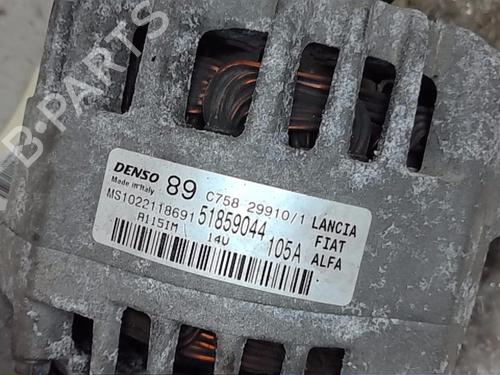 B-PARTS
DENSO 89 C758 29910/1 LANCIA
Made in Italy
MS1022118691 51859044 FIAT
A115IM 14V 105A ALFA